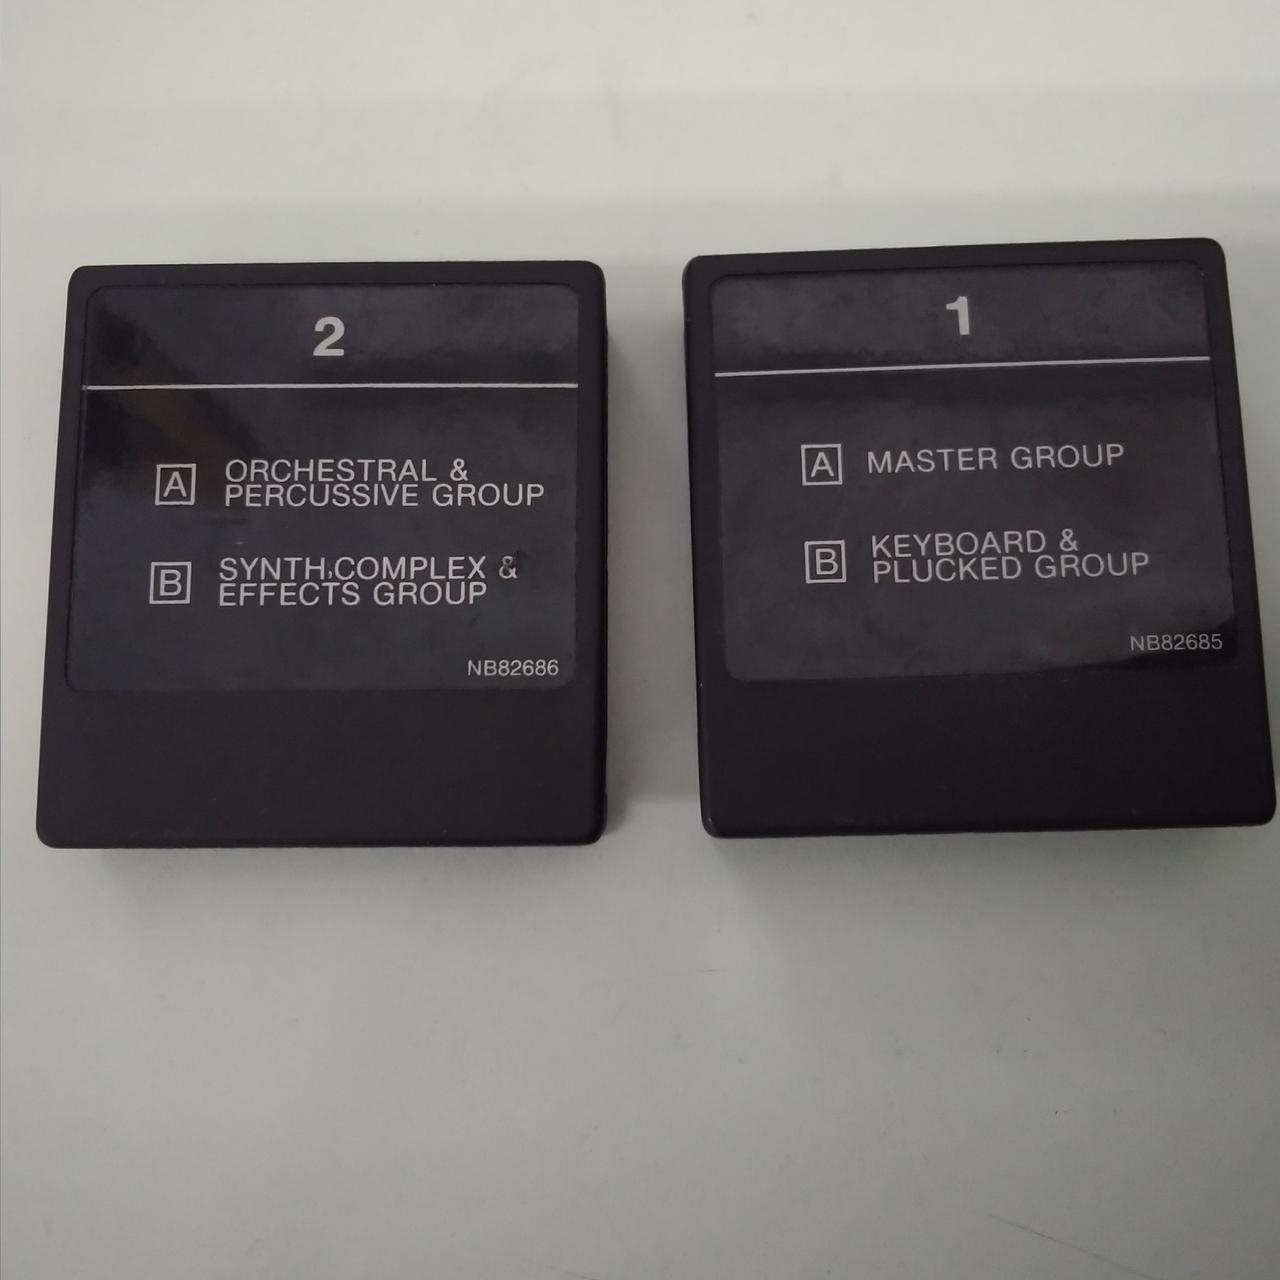 2
A ORCHESTRAL &
PERCUSSIVE GROUP
B SYNTH,COMPLEX &
EFFECTS GROUP
NB82686
1
A MASTER GROUP
B KEYBOARD &
PLUCKED GROUP
NB82685